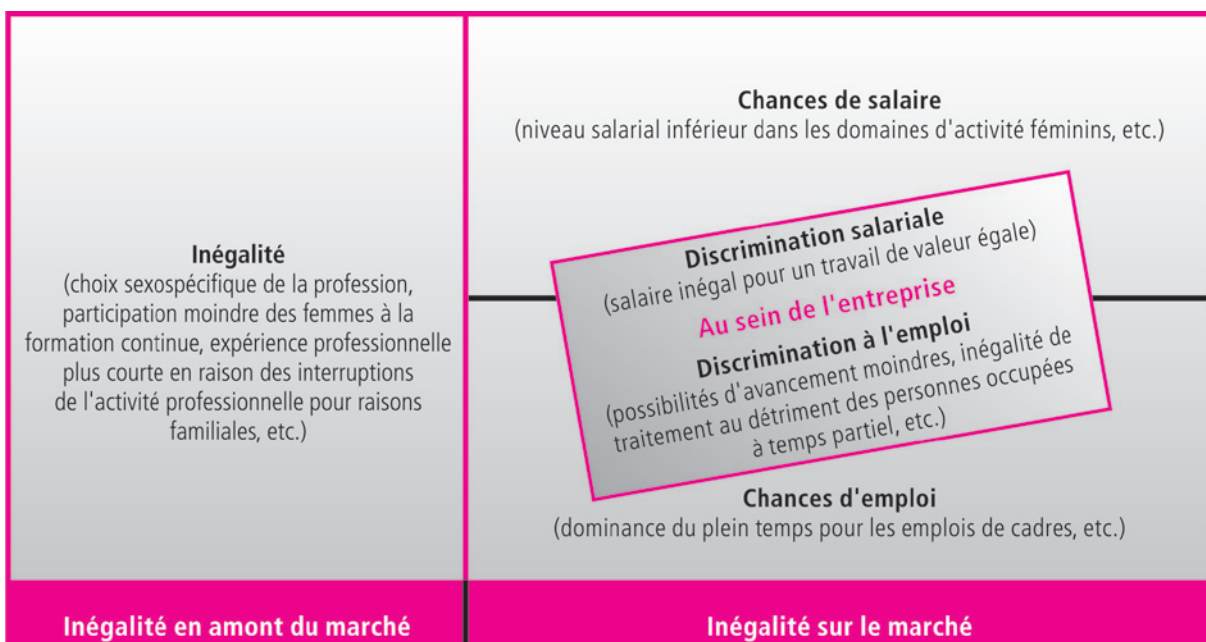 Inégalité
(choix sexospécifique de la profession,
participation moindre des femmes à la
formation continue, expérience professionnelle
plus courte en raison des interruptions
de l'activité professionnelle pour raisons
familiales, etc.)
Inégalité en amont du marché
Chances de salaire
(niveau salarial inférieur dans les domaines d'activité féminins, etc.)
Discrimination salariale
(salaire inégal pour un travail de valeur égale)
Au sein de l'entreprise
Discrimination à l'emploi
(possibilités d'avancement moindres, inégalité de
traitement au détriment des personnes occupées
à temps partiel, etc.)
Chances d'emploi
(dominance du plein temps pour les emplois de cadres, etc.)
Inégalité sur le marché